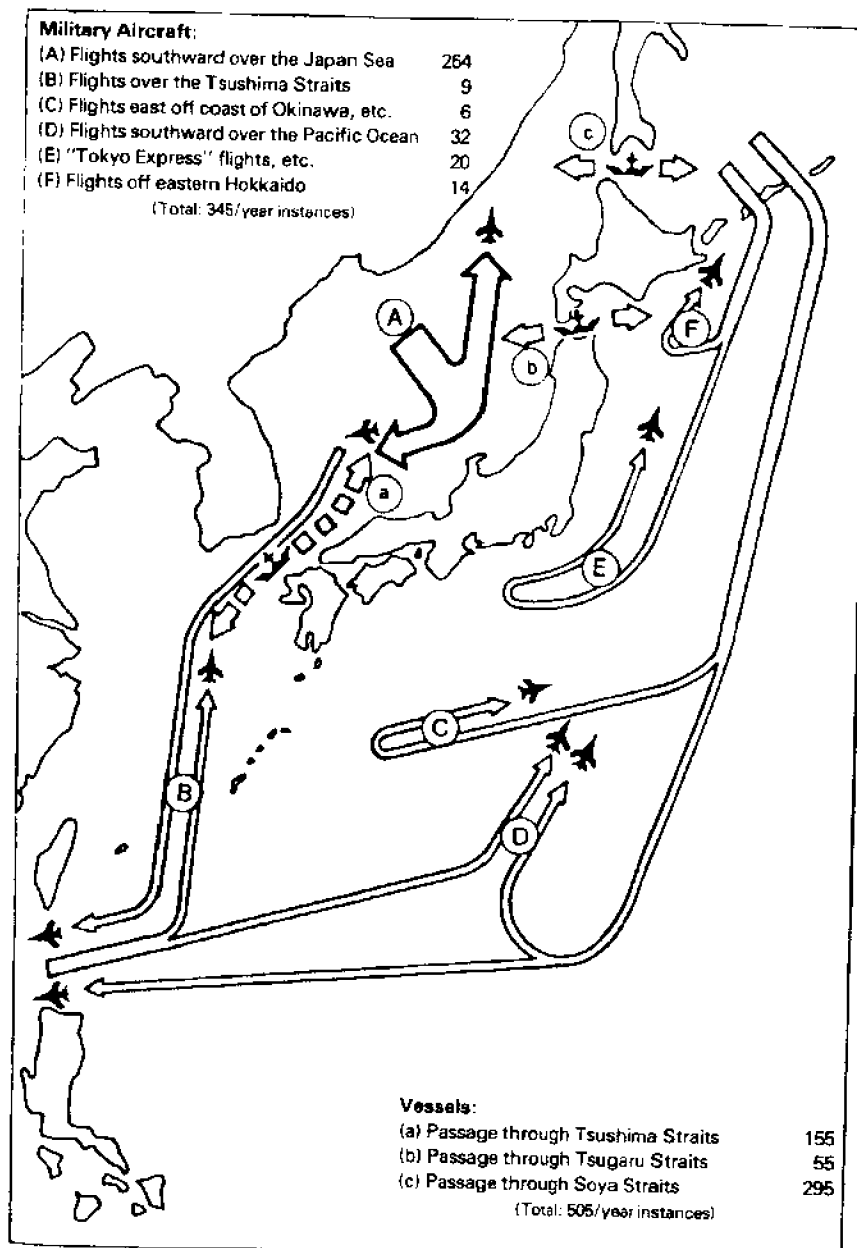 Military Aircraft:
(A) Flights southward over the Japan Sea 264
(B) Flights over the Tsushima Straits 9
(C) Flights east off coast of Okinawa, etc. 6
(D) Flights southward over the Pacific Ocean 32
(E) "Tokyo Express" flights, etc. 20
(F) Flights off eastern Hokkaido 14
(Total: 345/year instances)
c
A
F
b
a
E
C
B
D
Vessels:
(a) Passage through Tsushima Straits 155
(b) Passage through Tsugaru Straits 55
(c) Passage through Soya Straits 295
(Total: 505/year instances)